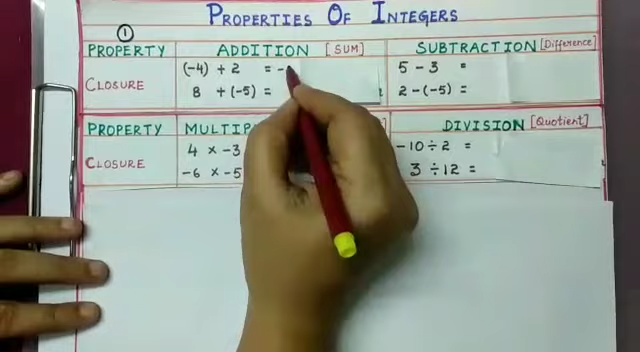 PROPERTIES OF INTEGERS
1
PROPERTY ADDITION [SUM] SUBTRACTION [Difference]
CLOSURE (-4) + 2 = - 5 - 3 =
8 + (-5) = 2 - (-5) =
PROPERTY DIVISION [Quotient]
CLOSURE 4 × -3 -10 ÷ 2 =
-6 × -5 3 ÷ 12 =